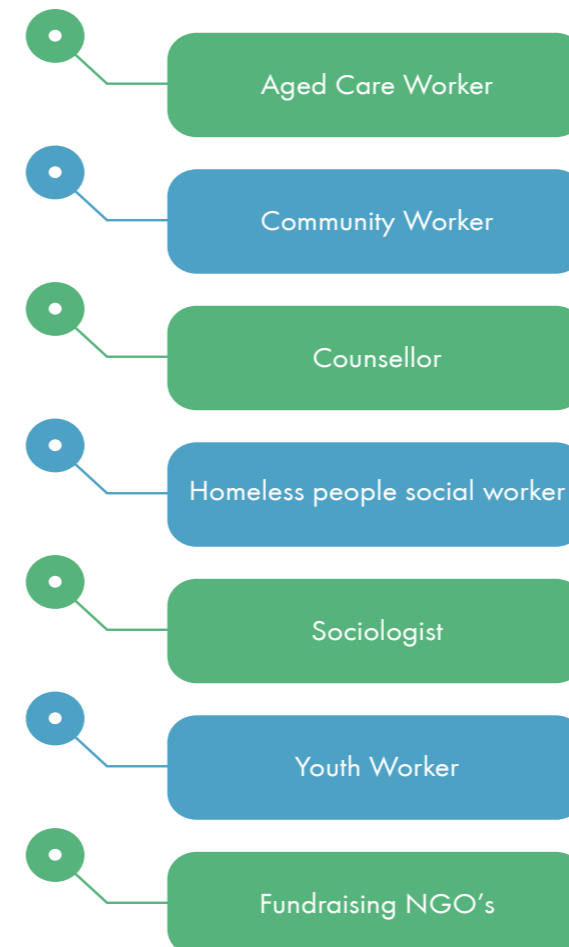 Aged Care Worker
Community Worker
Counsellor
Homeless people social worker
Sociologist
Youth Worker
Fundraising NGO’s